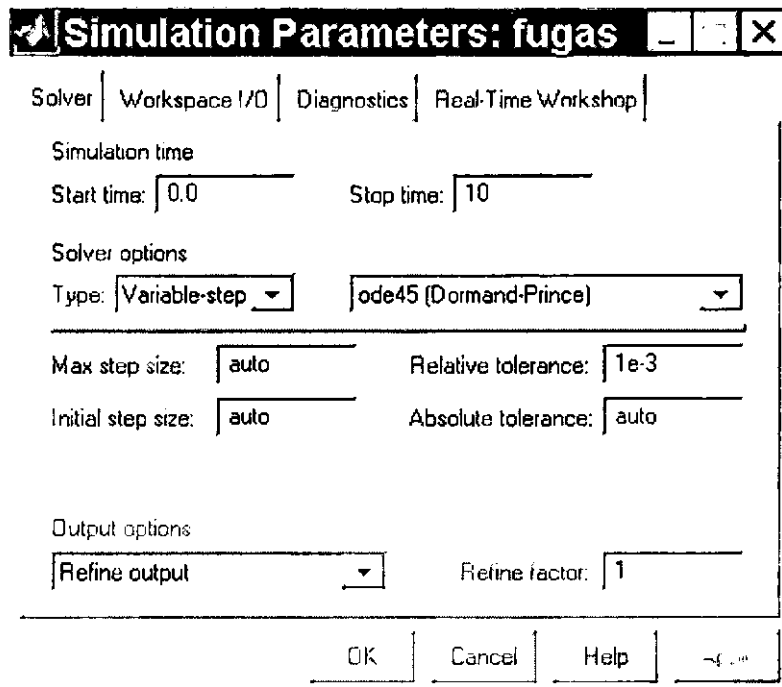 Simulation Parameters: fugas
Solver Workspace I/O Diagnostics Real-Time Workshop
Simulation time
Start time: 0.0 Stop time: 10
Solver options
Type: Variable-step ode45 (Dormand-Prince)
Max step size: auto Relative tolerance: 1e-3
Initial step size: auto Absolute tolerance: auto
Output options
Refine output Refine factor: 1
OK Cancel Help